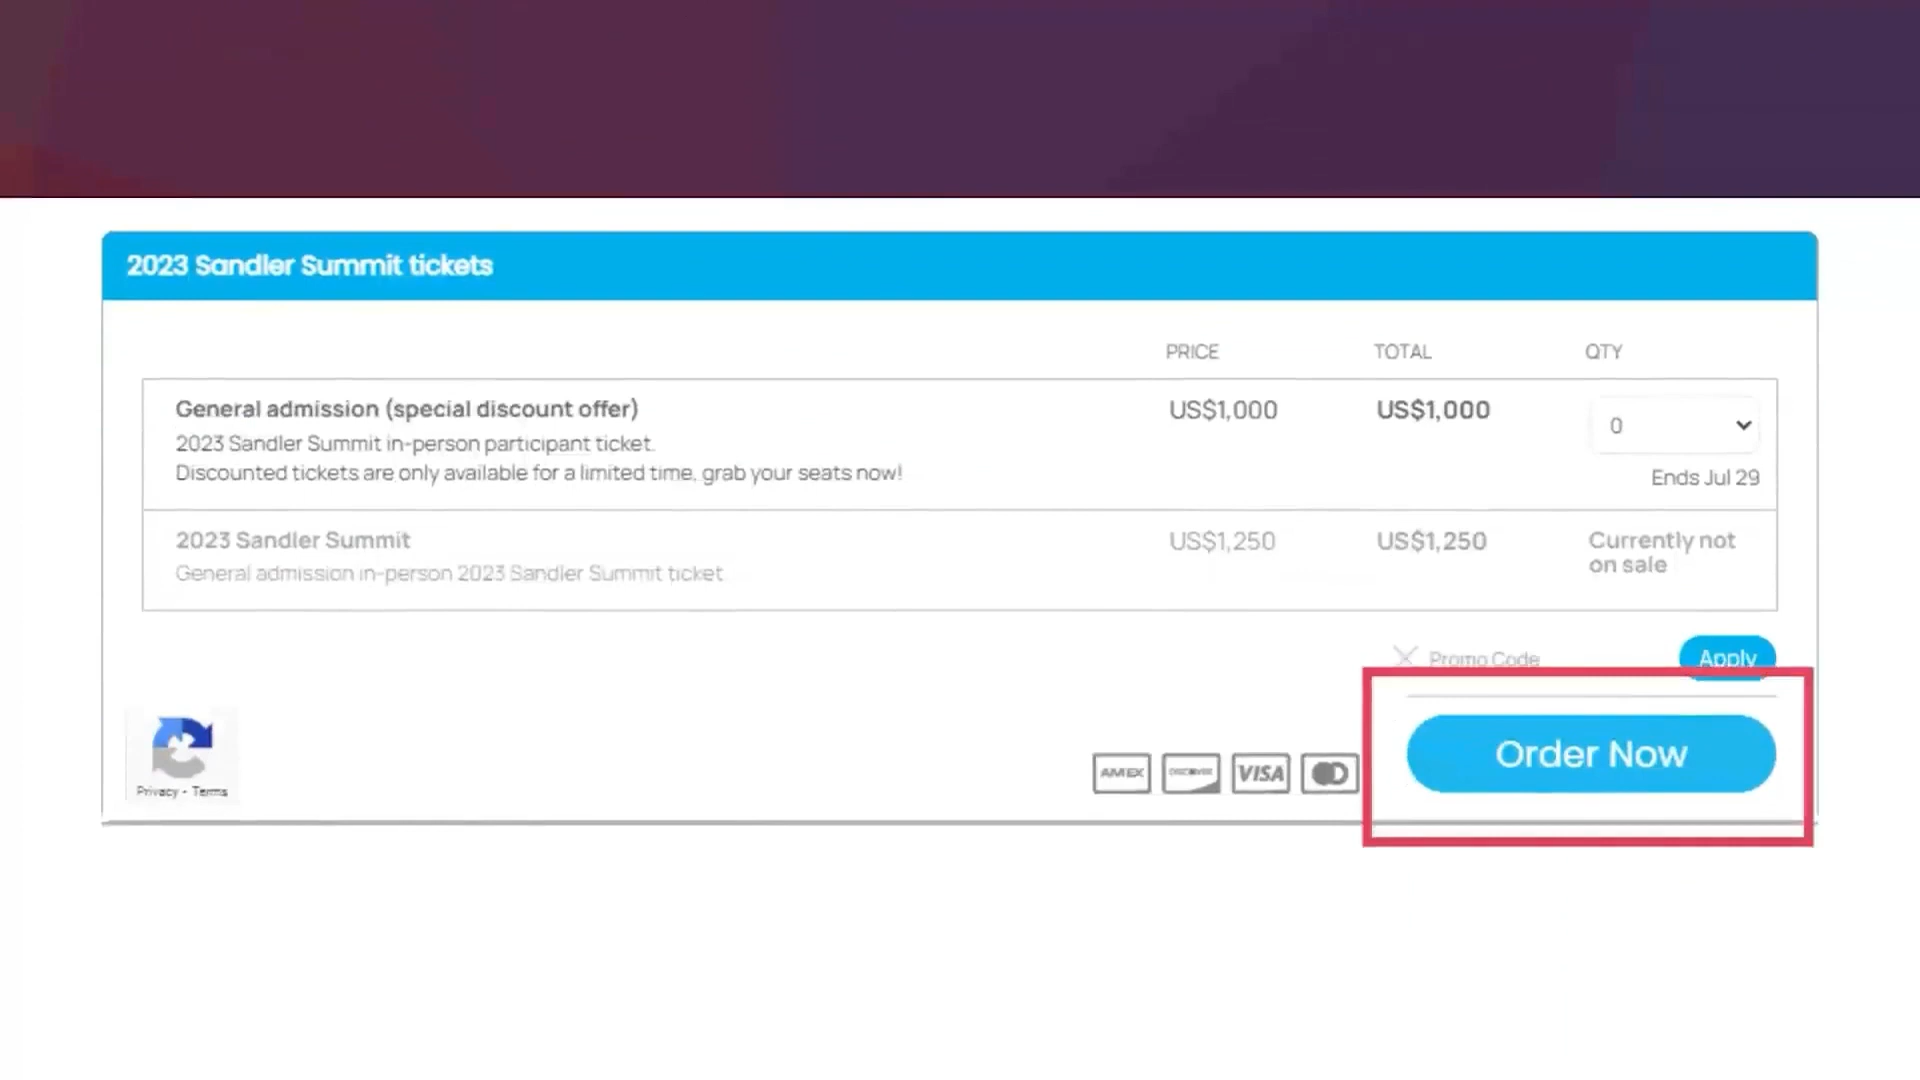 2023 Sandler Summit tickets
PRICE TOTAL QTY
General admission (special discount offer) US$1,000 US$1,000 0
2023 Sandler Summit in-person participant ticket.
Discounted tickets are only available for a limited time, grab your seats now!
Ends Jul 29
2023 Sandler Summit US$1,250 US$1,250 Currently not
on sale
General admission in-person 2023 Sandler Summit ticket
Promo Code Apply
Order Now
AMEX DISCOVER VISA
Privacy - Terms